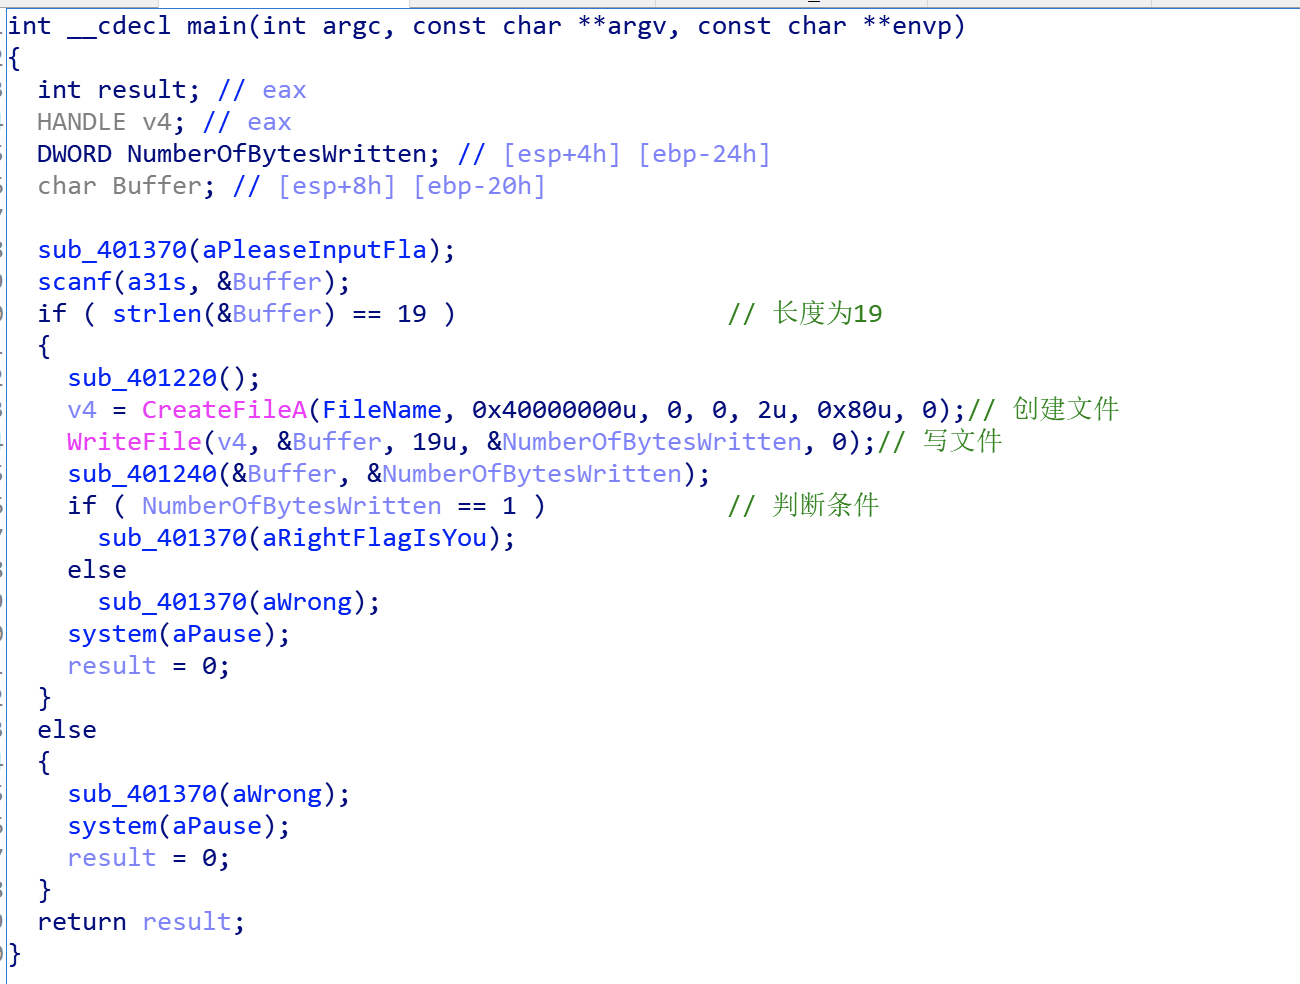 int __cdecl main(int argc, const char **argv, const char **envp)
{
  int result; // eax
  HANDLE v4; // eax
  DWORD NumberOfBytesWritten; // [esp+4h] [ebp-24h]
  char Buffer; // [esp+8h] [ebp-20h]

  sub_401370(aPleaseInputFla);
  scanf(a31s, &Buffer);
  if ( strlen(&Buffer) == 19 )                  // 长度为19
  {
    sub_401220();
    v4 = CreateFileA(FileName, 0x40000000u, 0, 0, 2u, 0x80u, 0);// 创建文件
    WriteFile(v4, &Buffer, 19u, &NumberOfBytesWritten, 0);// 写文件
    sub_401240(&Buffer, &NumberOfBytesWritten);
    if ( NumberOfBytesWritten == 1 )            // 判断条件
      sub_401370(aRightFlagIsYou);
    else
      sub_401370(aWrong);
    system(aPause);
    result = 0;
  }
  else
  {
    sub_401370(aWrong);
    system(aPause);
    result = 0;
  }
  return result;
}